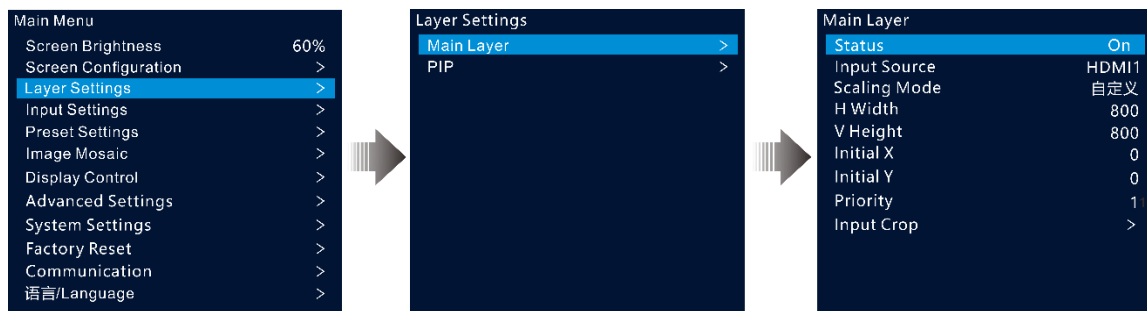 Main Menu
Screen Brightness 60%
Screen Configuration >
Layer Settings >
Input Settings >
Preset Settings >
Image Mosaic >
Display Control >
Advanced Settings >
System Settings >
Factory Reset >
Communication >
语言/Language >
Layer Settings
Main Layer >
PIP >
Main Layer
Status On
Input Source HDMI1
Scaling Mode 自定义
H Width 800
V Height 800
Initial X 0
Initial Y 0
Priority 1
Input Crop >